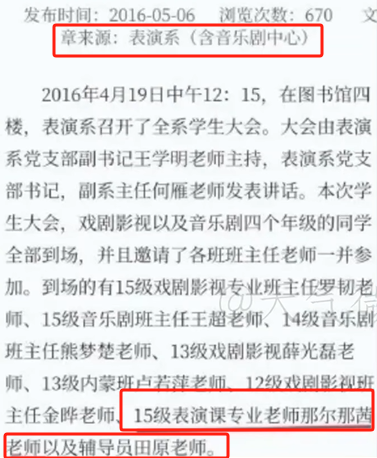 发布时间：2016-05-06 浏览次数：670 文
章来源：表演系（含音乐剧中心）
2016年4月19日中午12：15，在图书馆四
楼，表演系召开了全系学生大会。大会由表演
系党支部副书记王学明老师主持，表演系党支
部书记，副系主任何雁老师发表讲话。本次学
生大会，戏剧影视以及音乐剧四个年级的同学
全部到场，并且邀请了各班班主任老师一并参
加。到场的有15级戏剧影视专业班主任罗韧老
师、15级音乐剧班主任王超老师、14级音乐剧
班主任熊梦楚老师、13级戏剧影视薛光磊老
师、13级内蒙班卢若萍老师、12级戏剧影视班
主任金晔老师、15级表演课专业老师那尔那茜
老师以及辅导员田原老师。